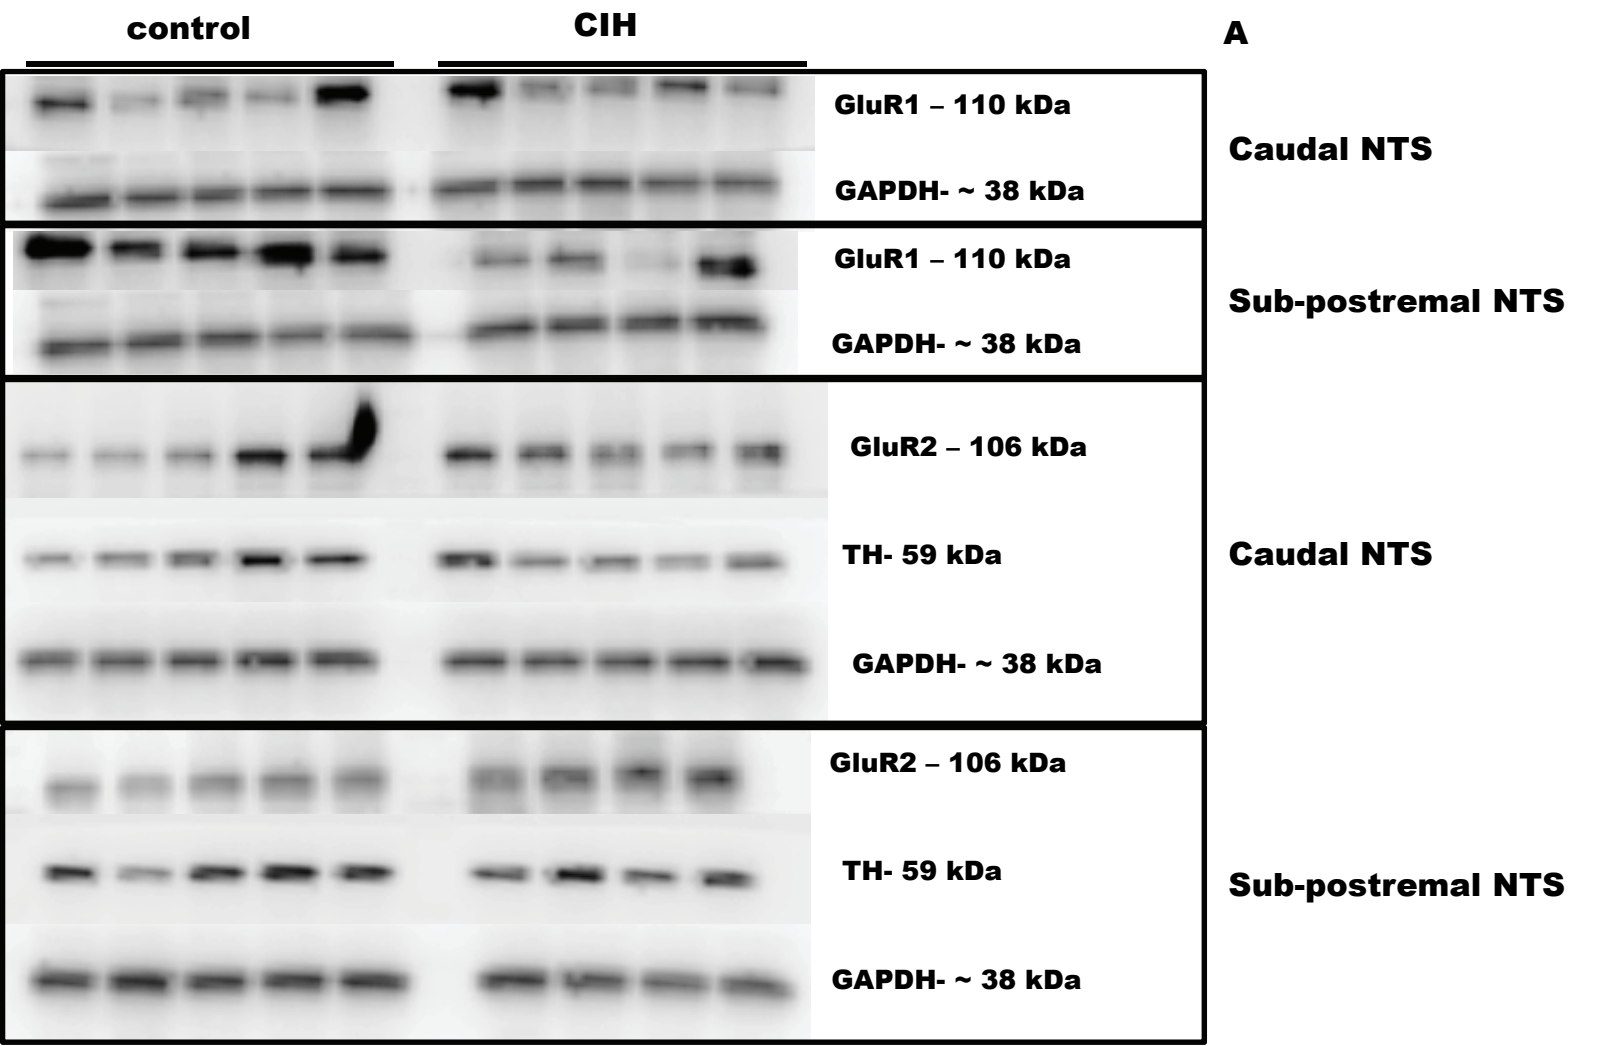 control
CIH
A
GluR1 – 110 kDa
Caudal NTS
GAPDH- ~ 38 kDa
GluR1 – 110 kDa
Sub-postremal NTS
GAPDH- ~ 38 kDa
GluR2 – 106 kDa
TH- 59 kDa
Caudal NTS
GAPDH- ~ 38 kDa
GluR2 – 106 kDa
TH- 59 kDa
Sub-postremal NTS
GAPDH- ~ 38 kDa